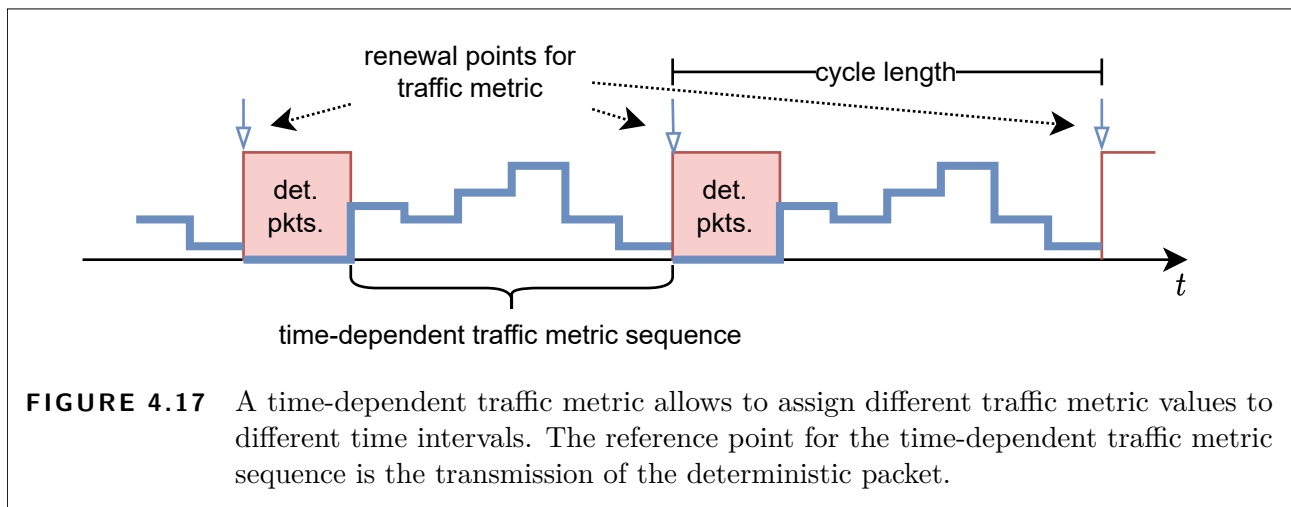 renewal points for
traffic metric
cycle length
det.
pkts.
det.
pkts.
t
time-dependent traffic metric sequence
FIGURE 4.17 A time-dependent traffic metric allows to assign different traffic metric values to
different time intervals. The reference point for the time-dependent traffic metric
sequence is the transmission of the deterministic packet.